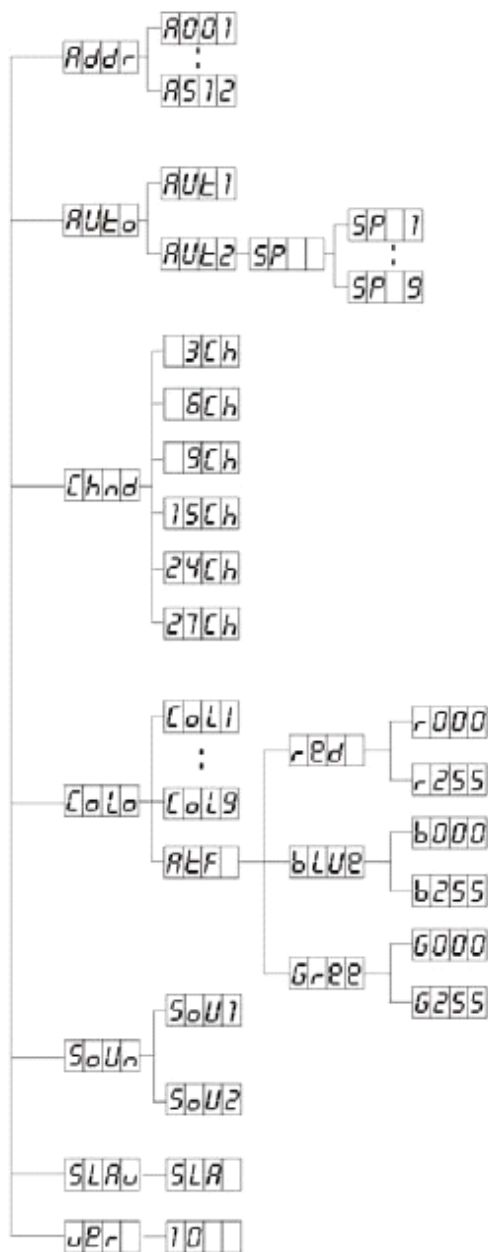 A001
Addr
A512
AUt1
AUto
SP 1
AUt2 SP
SP 9
3Ch
6Ch
9Ch
Chnd
15Ch
24Ch
27Ch
CoL1
r000
red
r255
CoLo
CoL9
b000
AtF
bLUe
b255
G000
Gree
G255
SoU1
SoUn
SoU2
SLAv SLA
ver 10